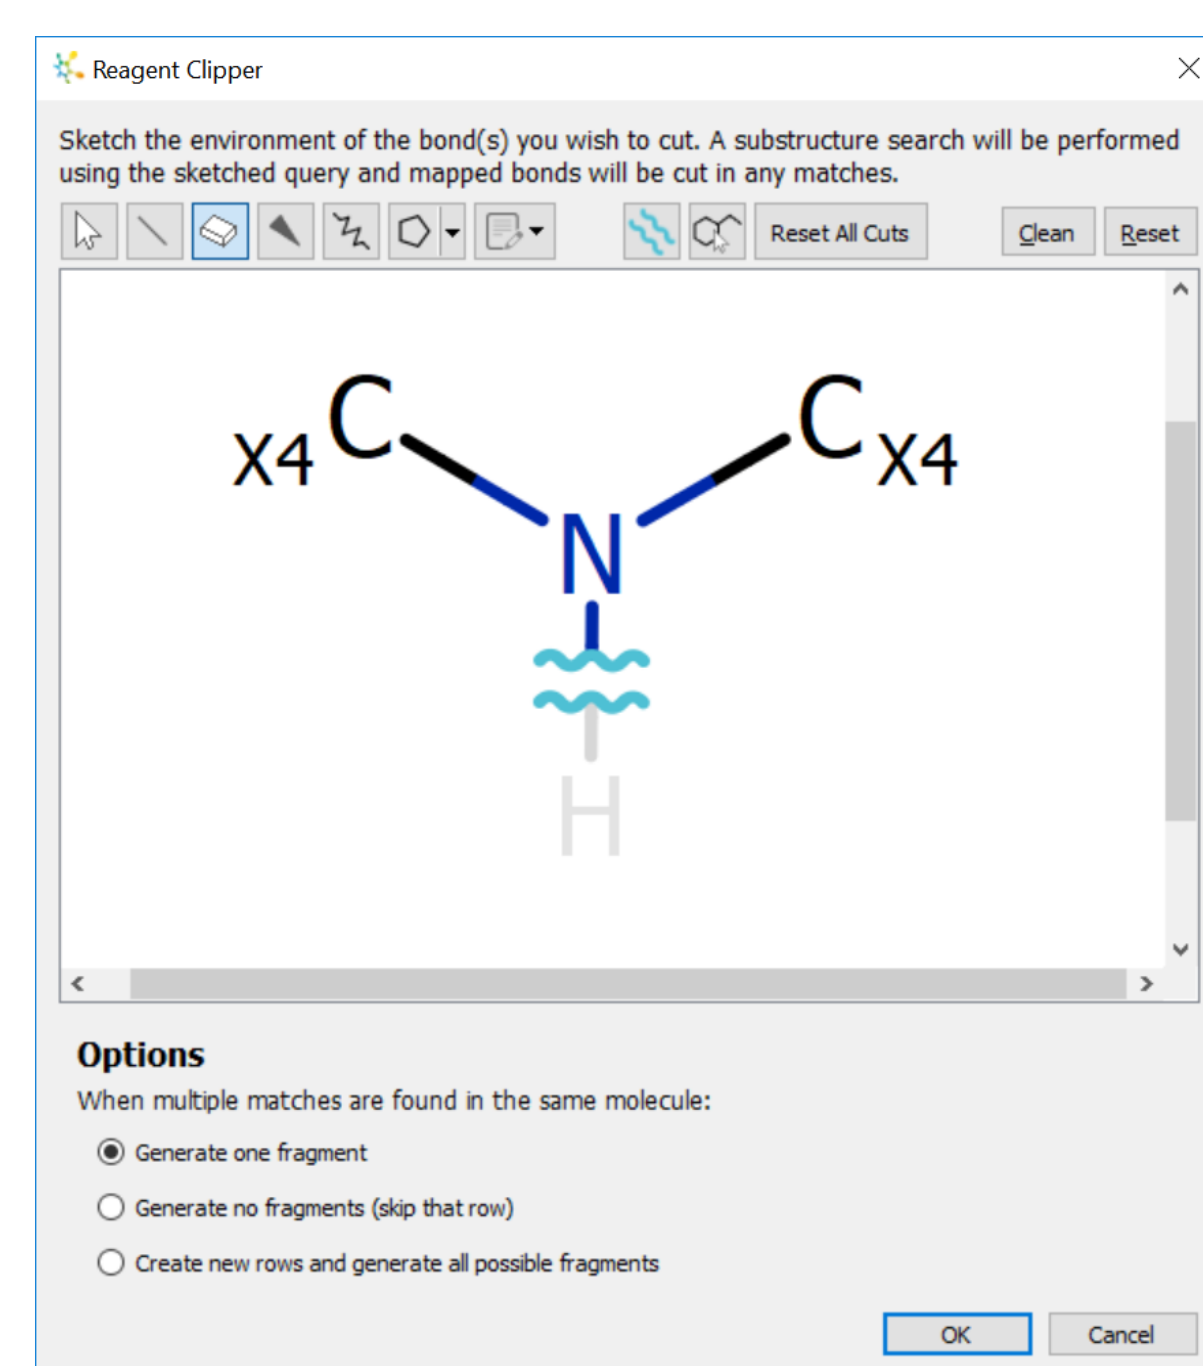 Reagent Clipper
Sketch the environment of the bond(s) you wish to cut. A substructure search will be performed
using the sketched query and mapped bonds will be cut in any matches.
Reset All Cuts Clean Reset
X4 C C X4
N
H
Options
When multiple matches are found in the same molecule:
Generate one fragment
Generate no fragments (skip that row)
Create new rows and generate all possible fragments
OK Cancel